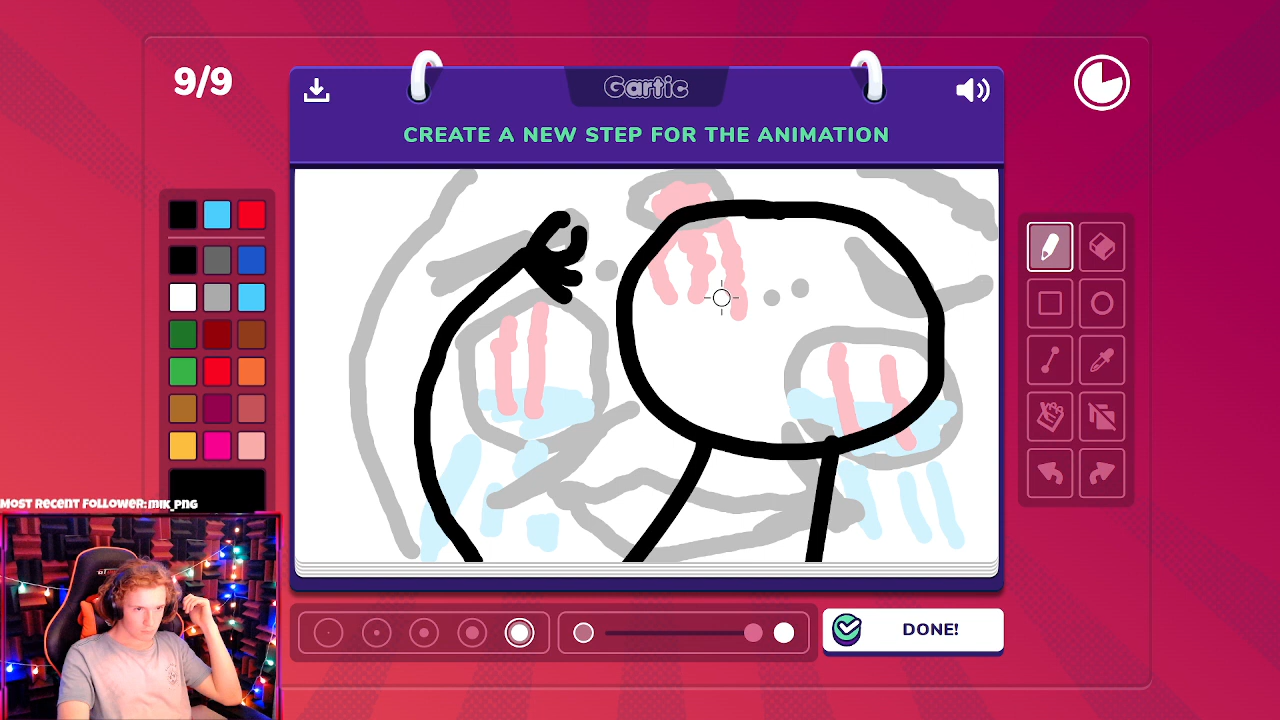 9/9
Gartic
CREATE A NEW STEP FOR THE ANIMATION
MOST RECENT FOLLOWER: MIK_PNG
DONE!